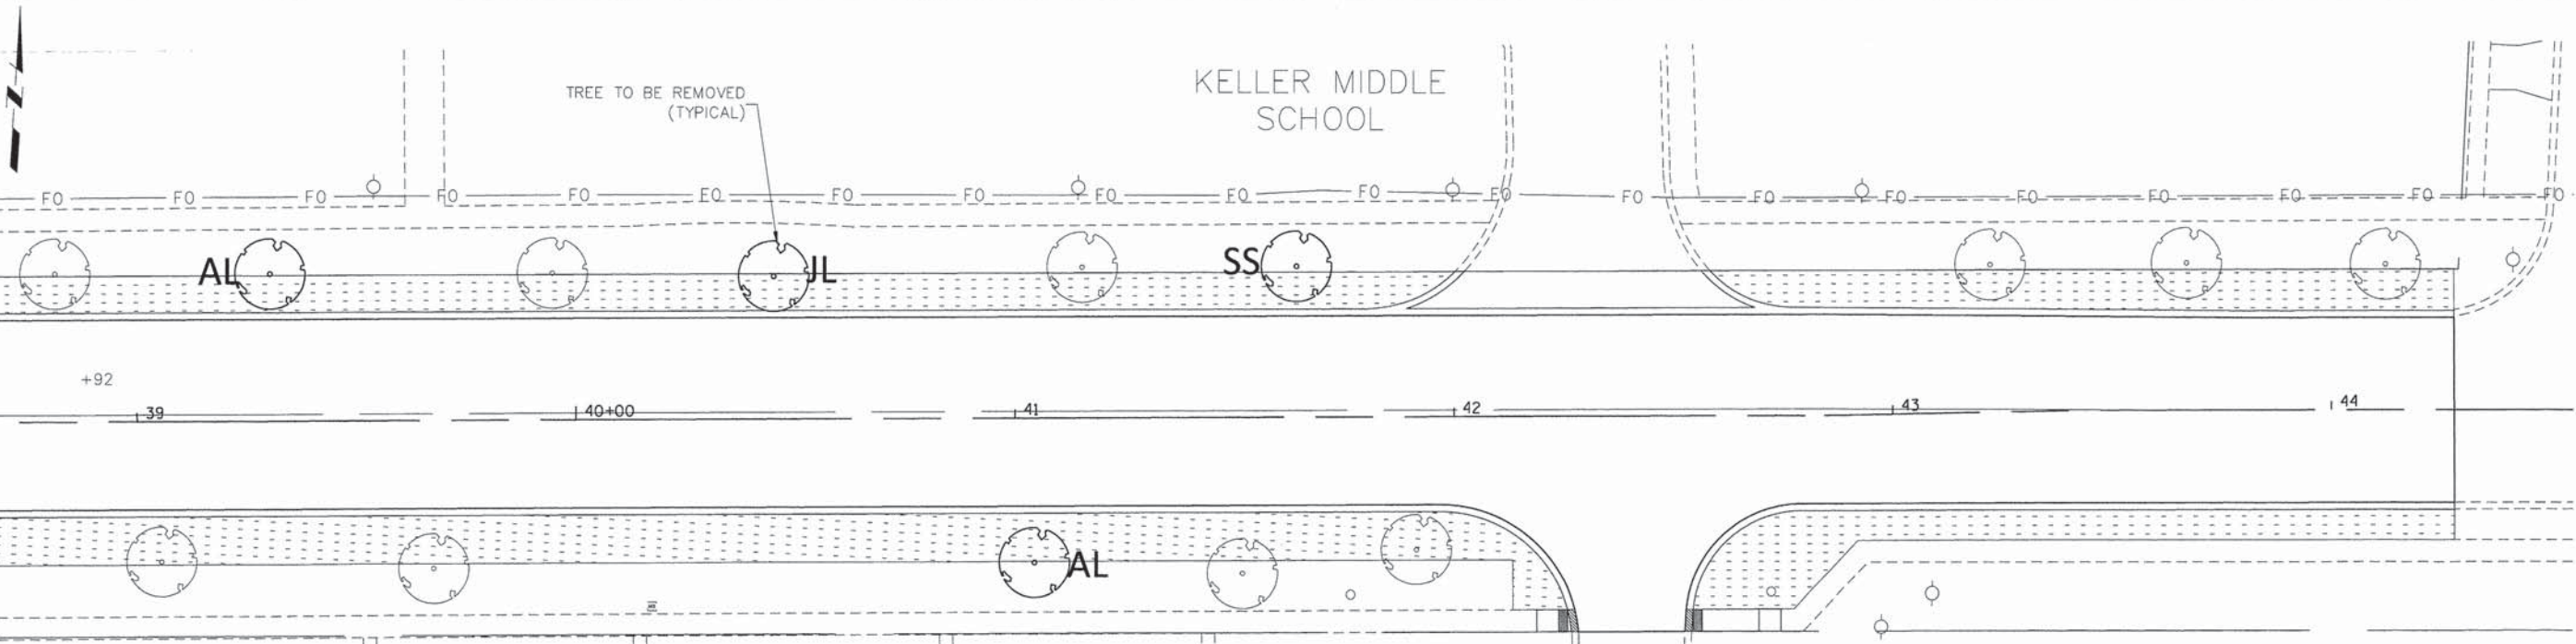 KELLER MIDDLE
SCHOOL
TREE TO BE REMOVED
(TYPICAL)
N
FO FO FO FO FO FO FO FO FO FO FO FO FO FO FO FO FO FO FO FO
AL JL SS
+92
39 40+00 41 42 43 44
AL